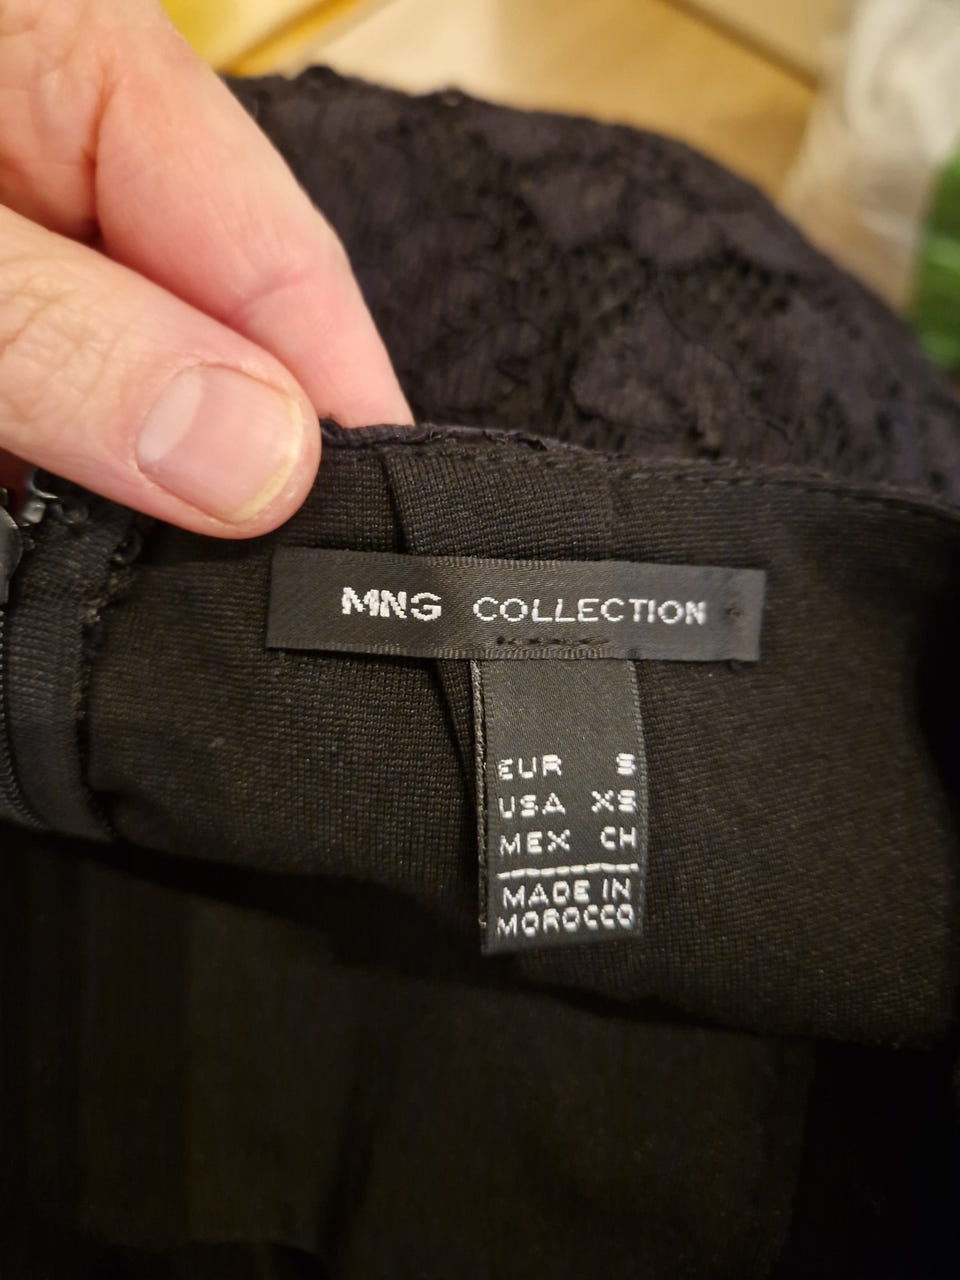 MNG COLLECTION
EUR S
USA XS
MEX CH
MADE IN
MOROCCO